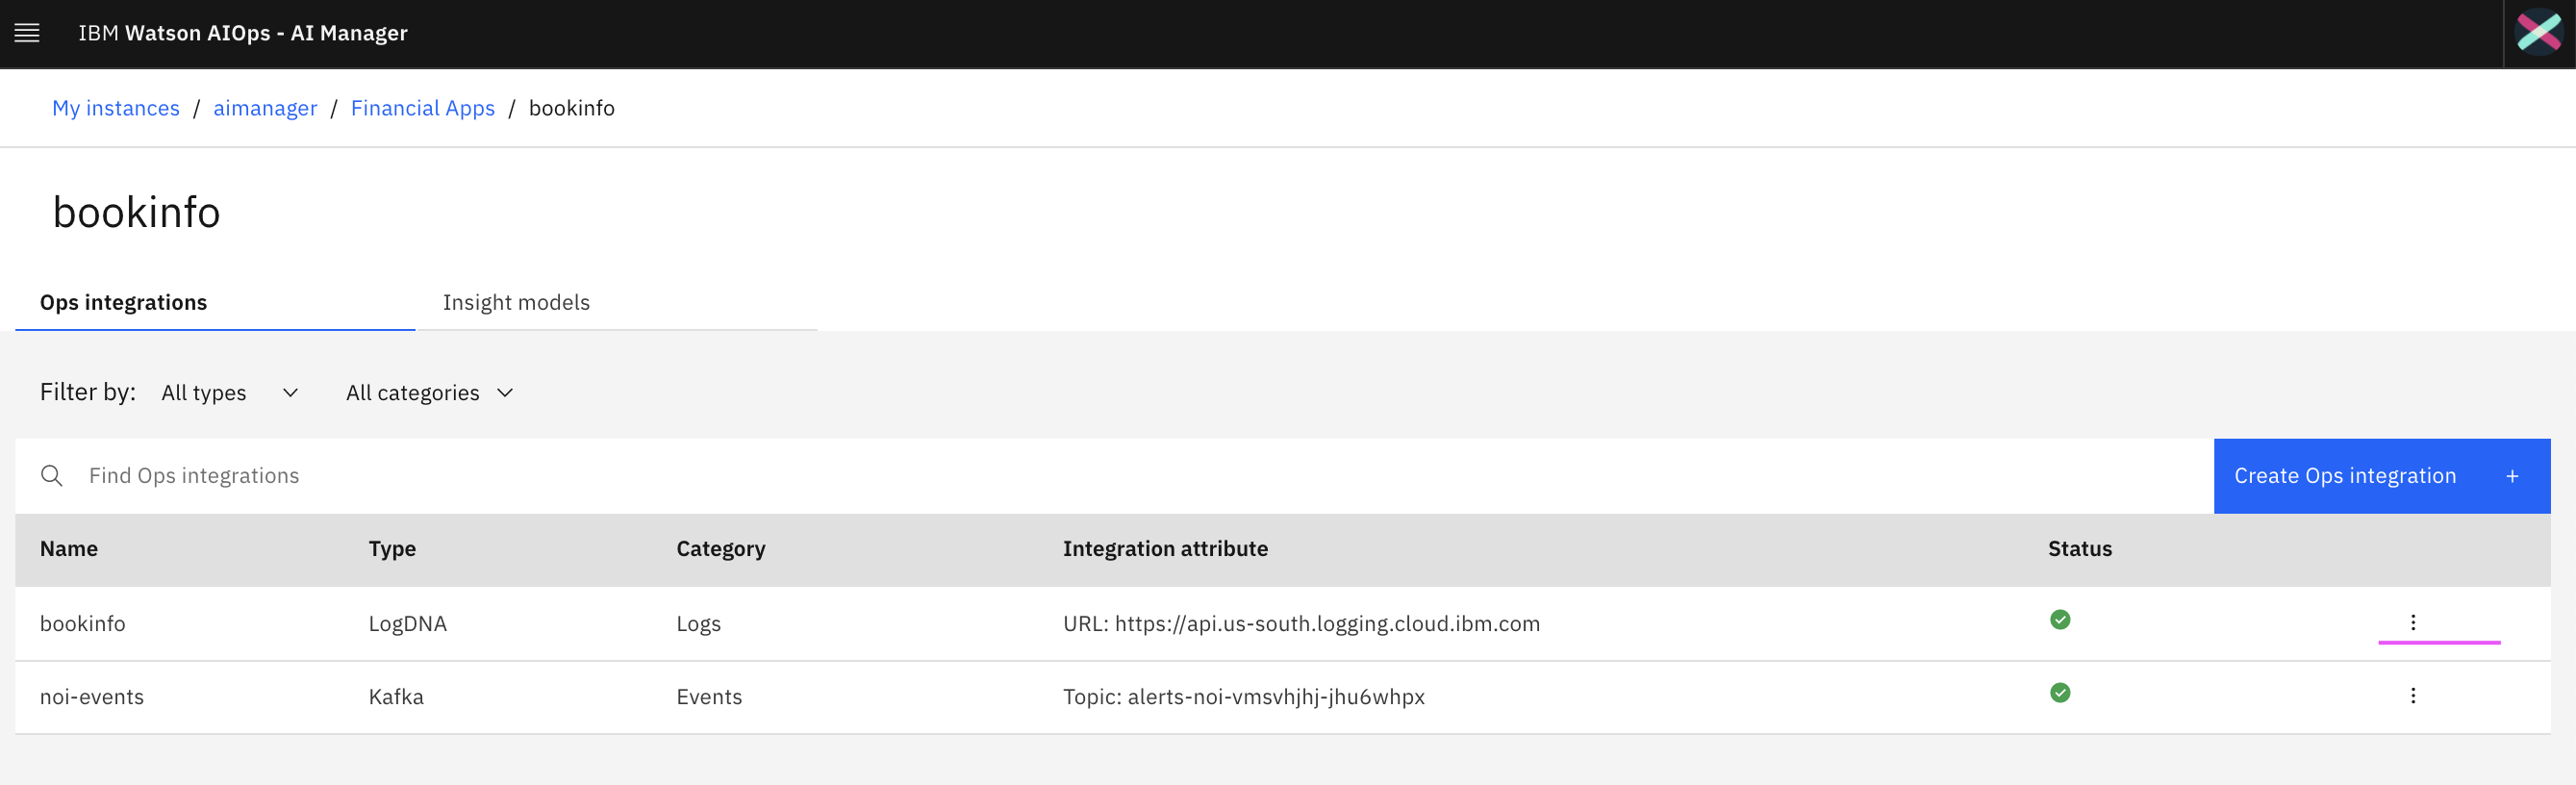 IBM Watson AIOps - AI Manager
My instances / aimanager / Financial Apps / bookinfo
bookinfo
Ops integrations Insight models
Filter by: All types All categories
Find Ops integrations Create Ops integration +
Name Type Category Integration attribute Status
bookinfo LogDNA Logs URL: https://api.us-south.logging.cloud.ibm.com
noi-events Kafka Events Topic: alerts-noi-vmsvhjhj-jhu6whpx